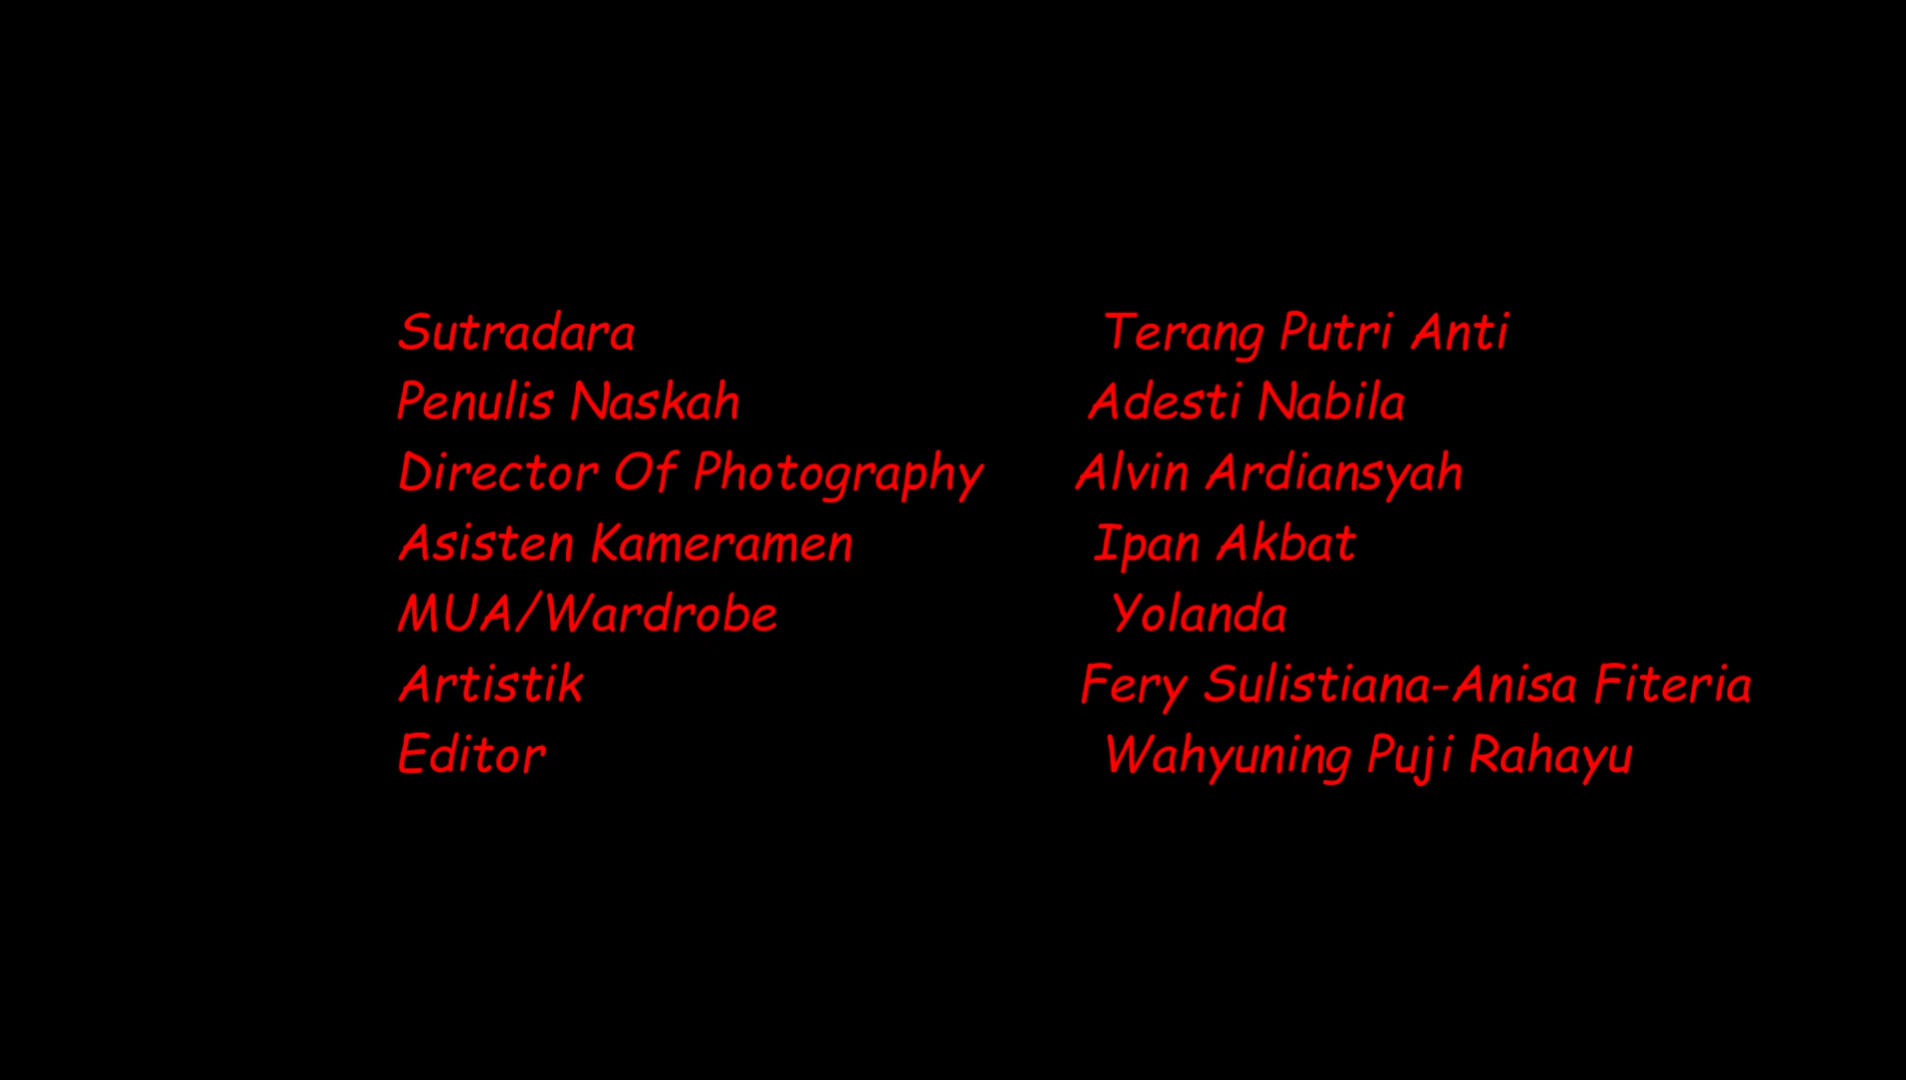 Sutradara Terang Putri Anti
Penulis Naskah Adesti Nabila
Director Of Photography Alvin Ardiansyah
Asisten Kameramen Ipan Akbat
MUA/Wardrobe Yolanda
Artistik Fery Sulistiana-Anisa Fiteria
Editor Wahyuning Puji Rahayu